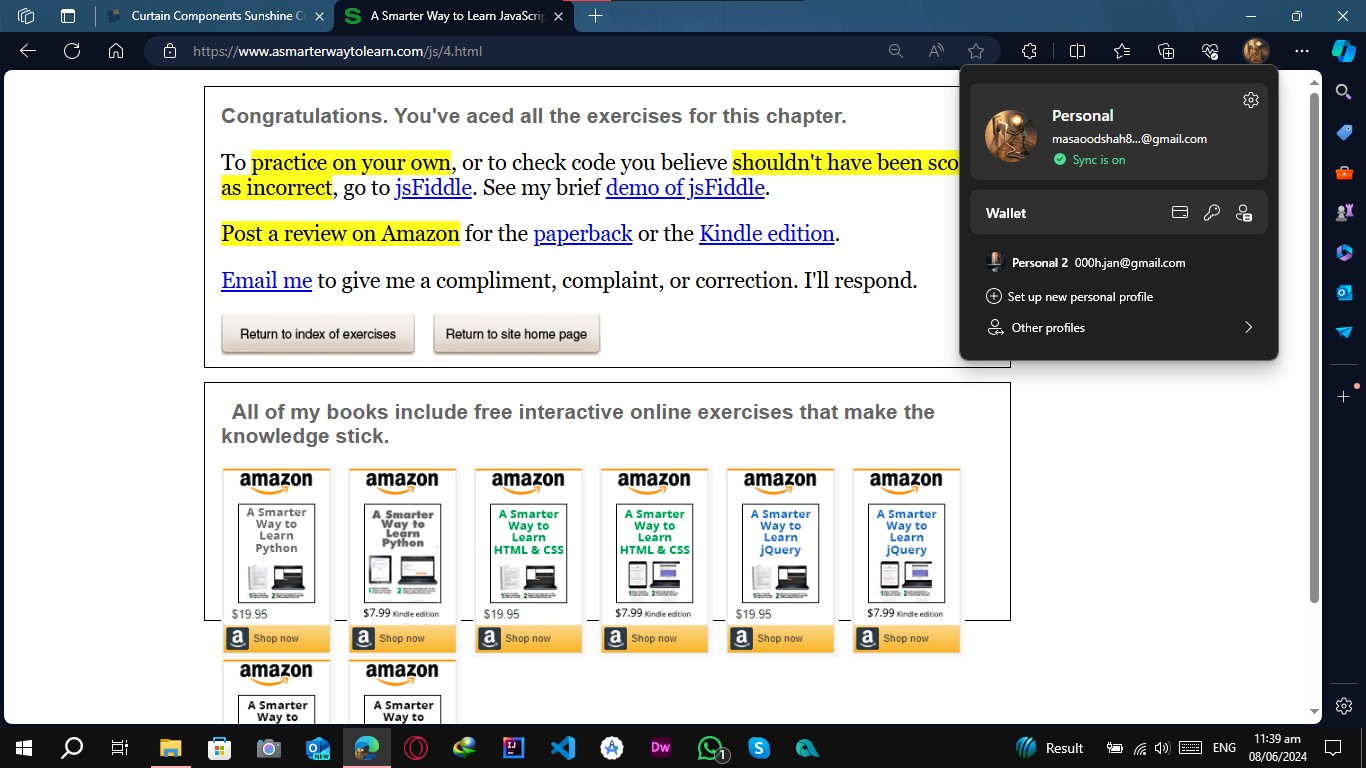 Curtain Components Sunshine Co
A Smarter Way to Learn JavaScrip
https://www.asmarterwaytolearn.com/js/4.html
Congratulations. You've aced all the exercises for this chapter.
To practice on your own, or to check code you believe shouldn't have been sco
as incorrect, go to jsFiddle. See my brief demo of jsFiddle.
Post a review on Amazon for the paperback or the Kindle edition.
Email me to give me a compliment, complaint, or correction. I'll respond.
Return to index of exercises
Return to site home page
Personal
masaoodshah8...@gmail.com
Sync is on
Wallet
Personal 2 000h.jan@gmail.com
Set up new personal profile
Other profiles
All of my books include free interactive online exercises that make the
knowledge stick.
amazon
A Smarter
Way to
Learn
Python
$19.95
a Shop now
amazon
A Smarter
Way to
Learn
Python
$7.99 Kindle edition
a Shop now
amazon
A Smarter
Way to
Learn
HTML & CSS
$19.95
a Shop now
amazon
A Smarter
Way to
Learn
HTML & CSS
$7.99 Kindle edition
a Shop now
amazon
A Smarter
Way to
Learn
jQuery
$19.95
a Shop now
amazon
A Smarter
Way to
Learn
jQuery
$7.99 Kindle edition
a Shop now
amazon
A Smarter
Way to
amazon
A Smarter
Way to
NEW
IJ
Dw
1
Result
ENG
11:39 am
08/06/2024